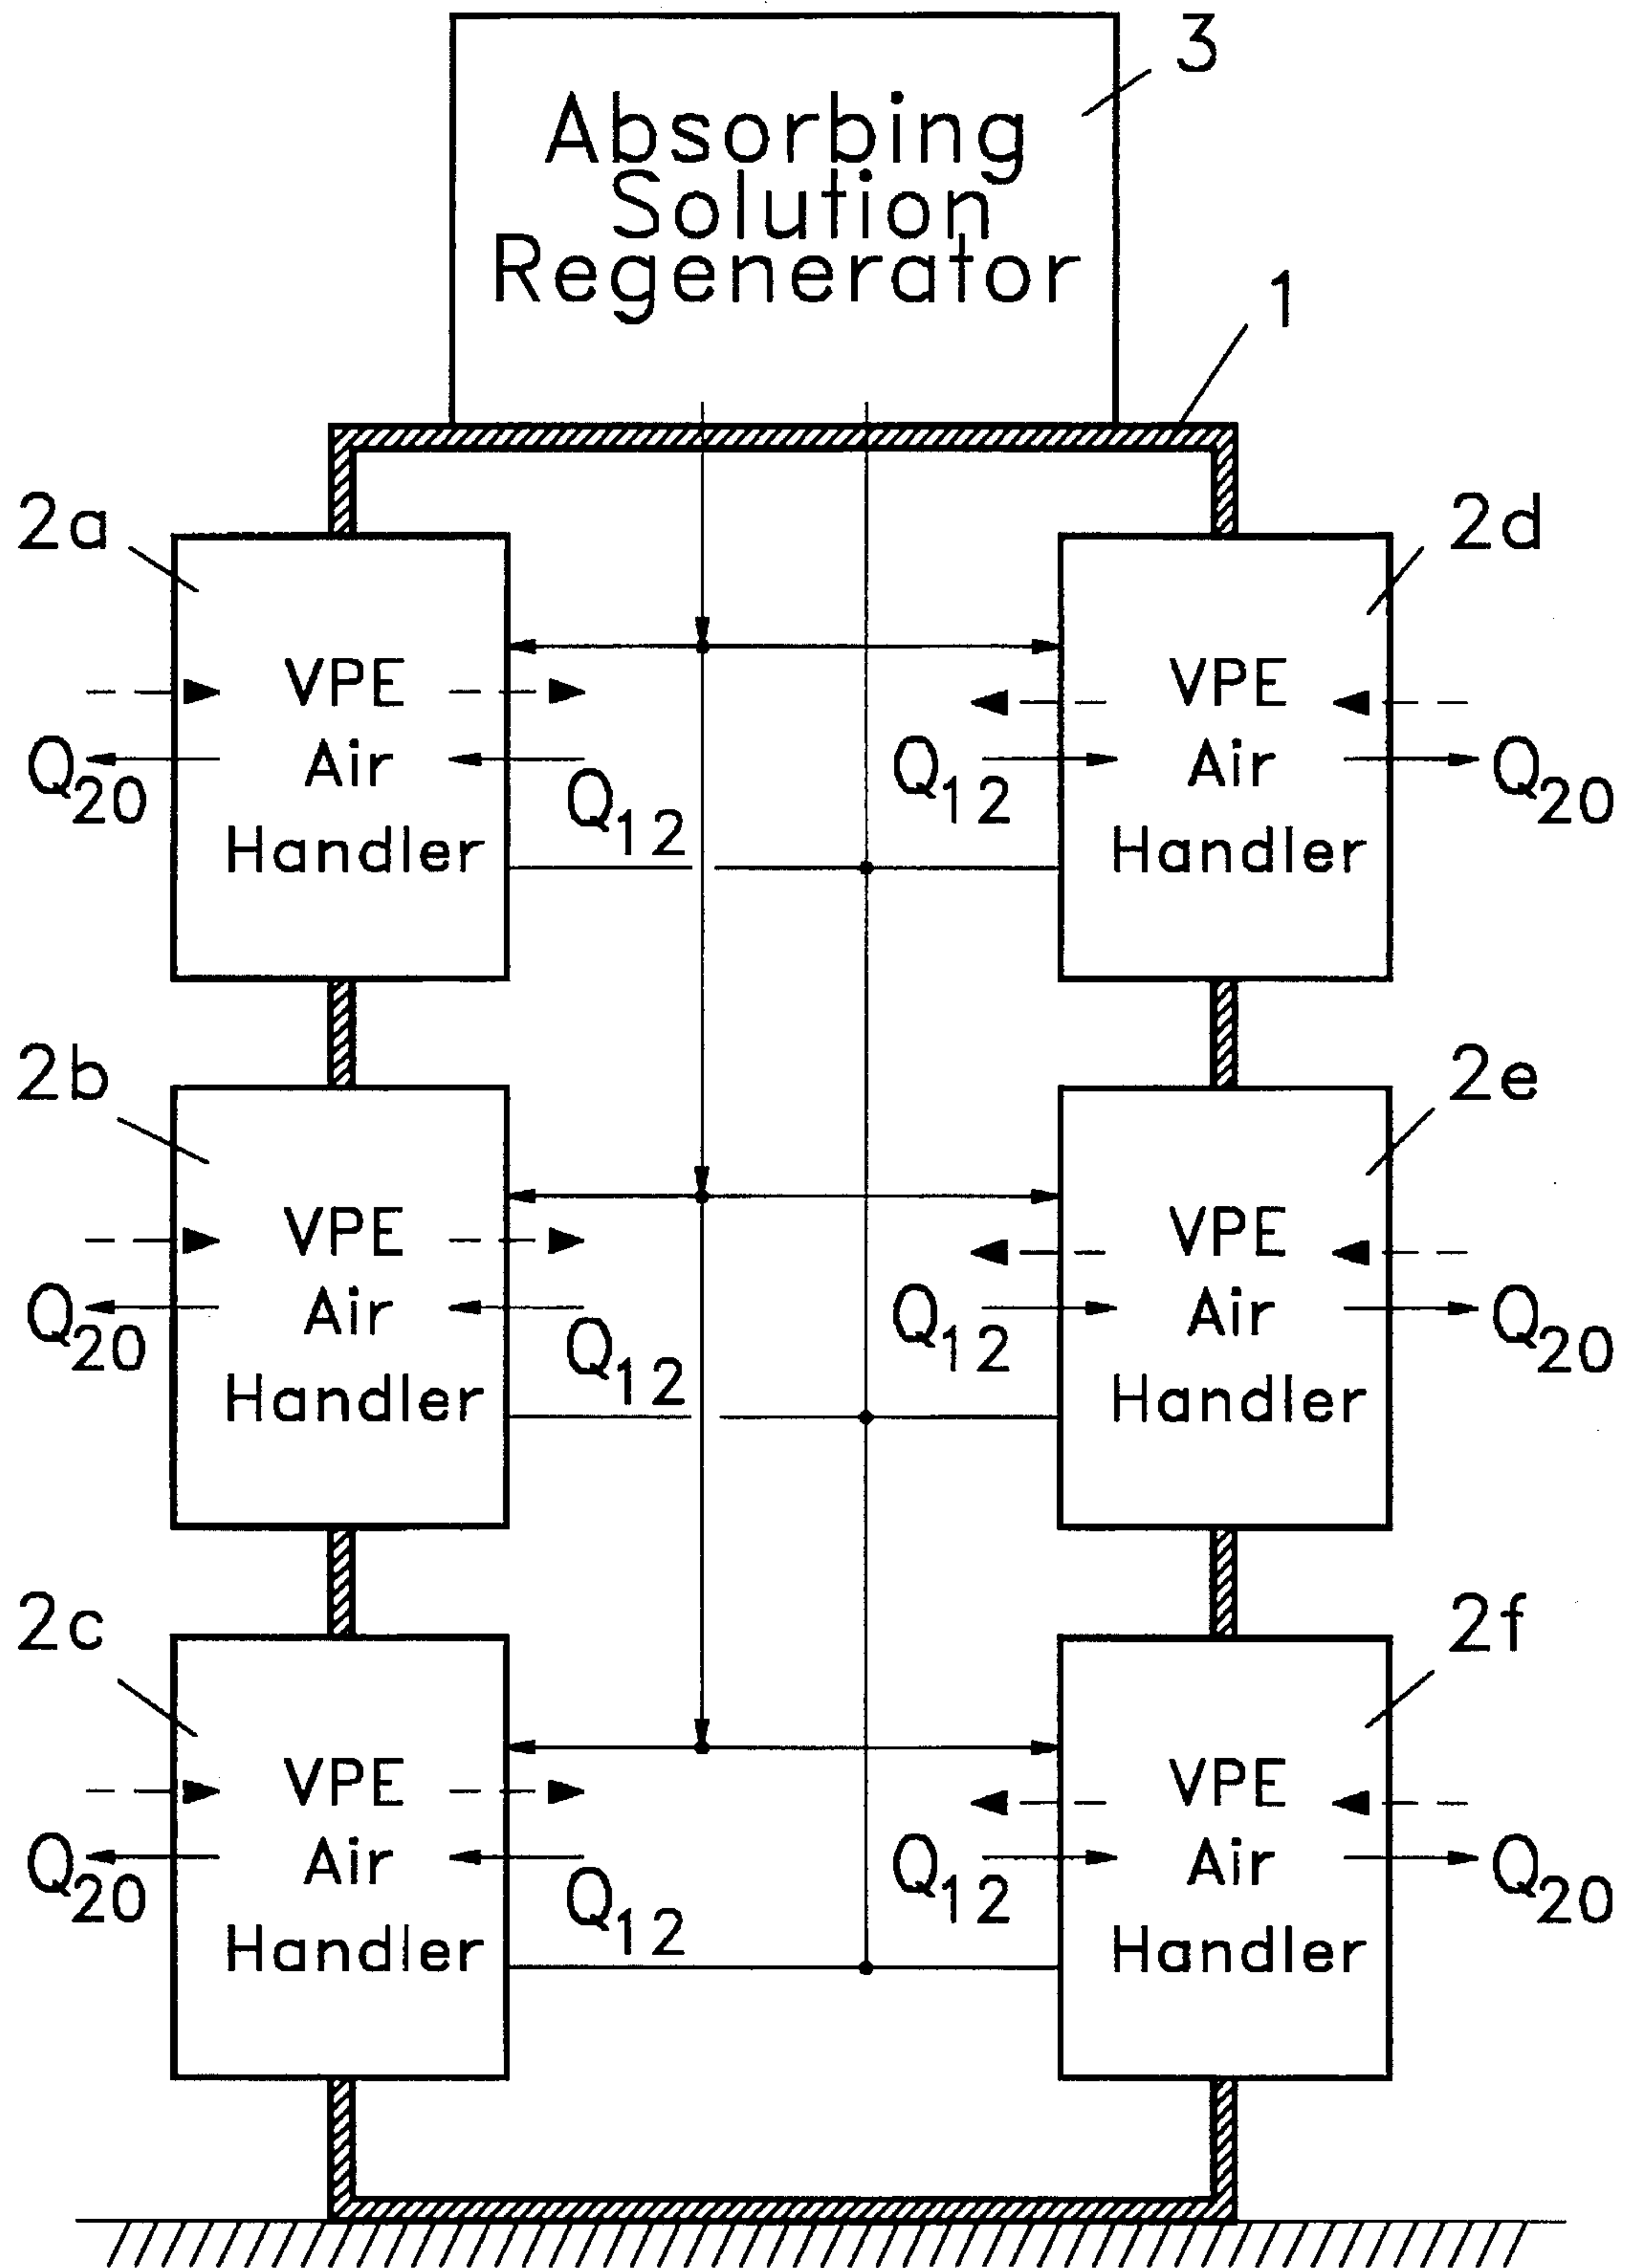 3
Absorbing
Solution
Regenerator
1
2a
2d
VPE
Air
Handler
Q20
Q12
Q12
VPE
Air
Handler
Q20
2b
2e
VPE
Air
Handler
Q20
Q12
Q12
VPE
Air
Handler
Q20
2c
2f
VPE
Air
Handler
Q20
Q12
Q12
VPE
Air
Handler
Q20